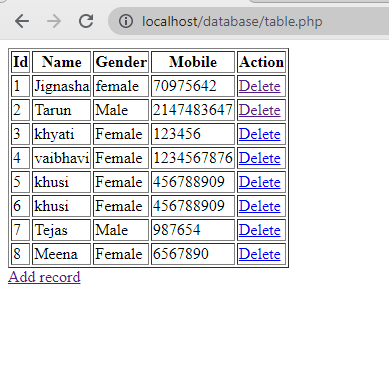 localhost/database/table.php
Id Name Gender Mobile Action
1 Jignasha female 70975642 Delete
2 Tarun Male 2147483647 Delete
3 khyati Female 123456 Delete
4 vaibhavi Female 1234567876 Delete
5 khusi Female 456788909 Delete
6 khusi Female 456788909 Delete
7 Tejas Male 987654 Delete
8 Meena Female 6567890 Delete
Add record